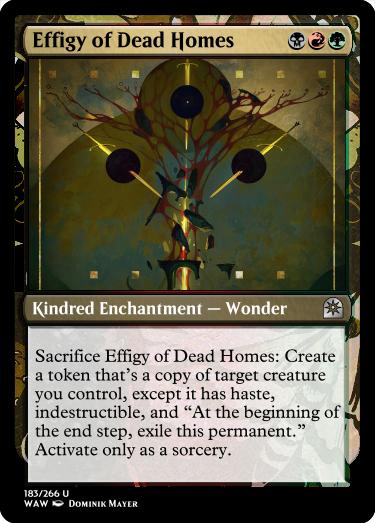 Effigy of Dead Homes
Kindred Enchantment — Wonder
Sacrifice Effigy of Dead Homes: Create
a token that's a copy of target creature
you control, except it has haste,
indestructible, and “At the beginning of
the end step, exile this permanent.”
Activate only as a sorcery.
183/266 U
WAW Dominik Mayer